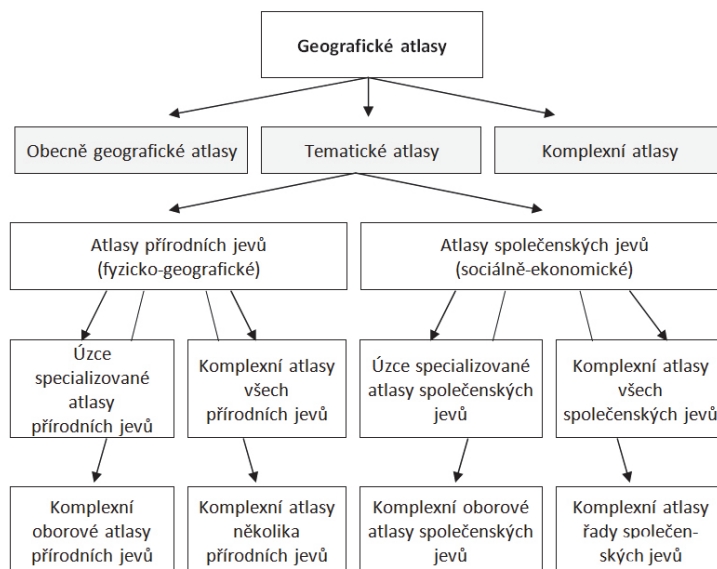 Geografické atlasy
Obecně geografické atlasy
Tematické atlasy
Komplexní atlasy
Atlasy přírodních jevů
(fyzicko-geografické)
Atlasy společenských jevů
(sociálně-ekonomické)
Úzce
specializované
atlasy
přírodních jevů
Komplexní atlasy
všech
přírodních jevů
Úzce specializované
atlasy společenských
jevů
Komplexní atlasy
všech
společenských jevů
Komplexní
oborové atlasy
přírodních jevů
Komplexní atlasy
několika
přírodních jevů
Komplexní oborové
atlasy společenských
jevů
Komplexní atlasy
řady společen-
ských jevů